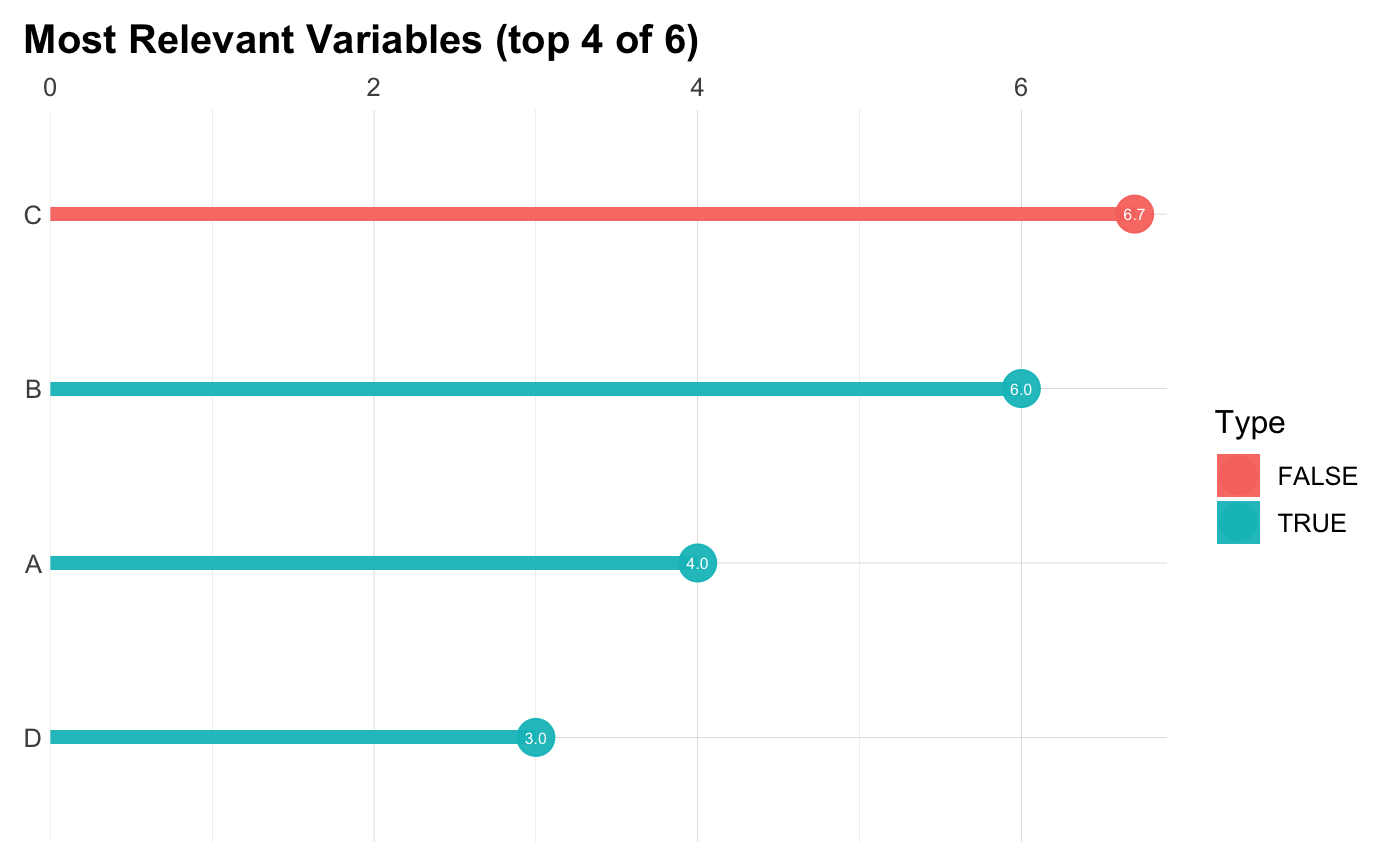 Most Relevant Variables (top 4 of 6)
0 2 4 6
C 6.7
B 6.0
A 4.0
D 3.0
Type
FALSE
TRUE